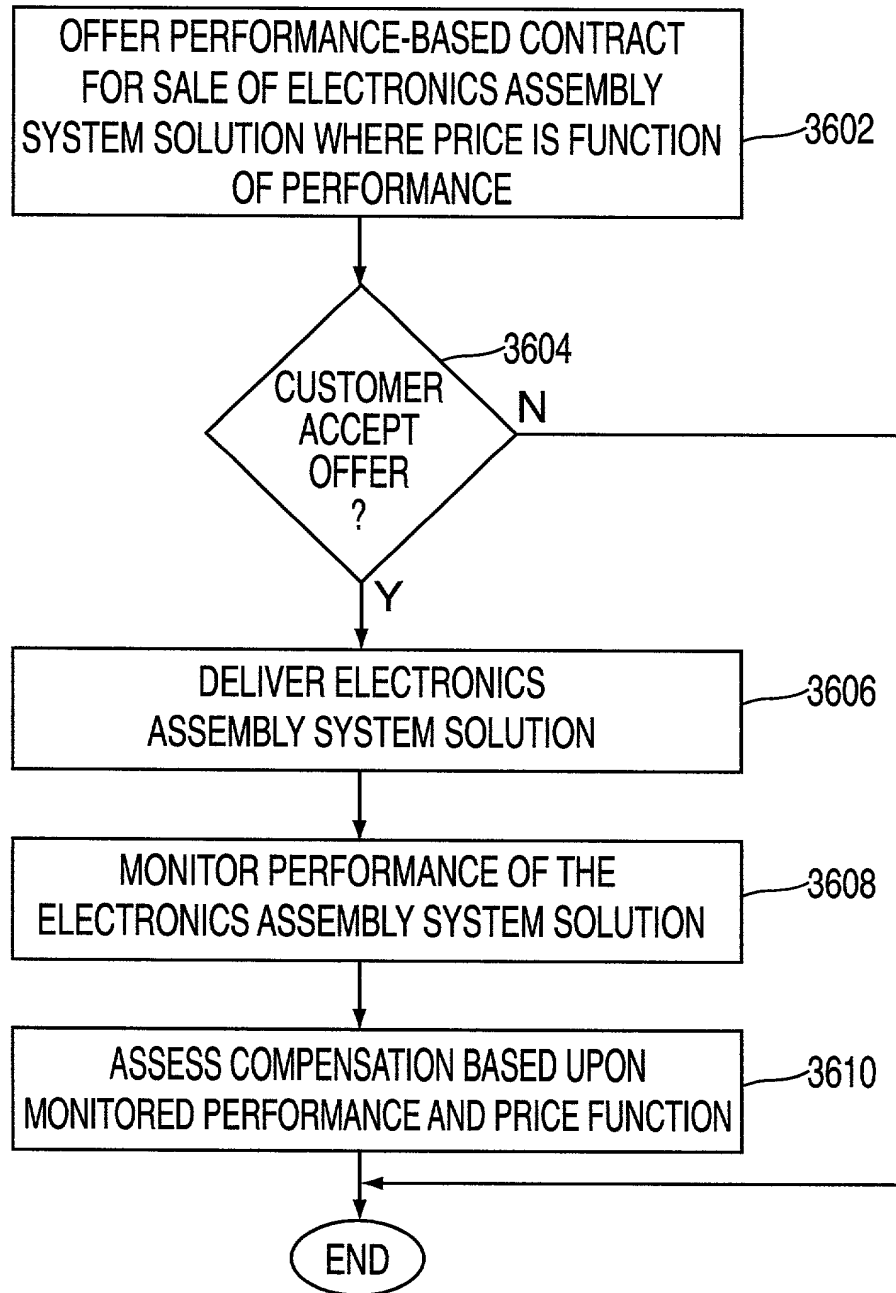 OFFER PERFORMANCE-BASED CONTRACT
FOR SALE OF ELECTRONICS ASSEMBLY
SYSTEM SOLUTION WHERE PRICE IS FUNCTION
OF PERFORMANCE
3602
3604
CUSTOMER
ACCEPT
OFFER
?
N
Y
DELIVER ELECTRONICS
ASSEMBLY SYSTEM SOLUTION
3606
MONITOR PERFORMANCE OF THE
ELECTRONICS ASSEMBLY SYSTEM SOLUTION
3608
ASSESS COMPENSATION BASED UPON
MONITORED PERFORMANCE AND PRICE FUNCTION
3610
END